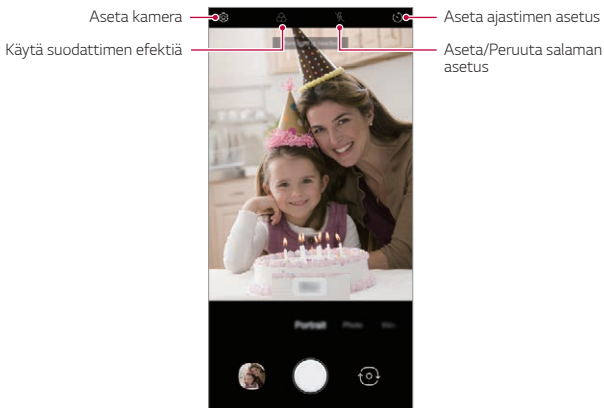 Aseta kamera
Käytä suodattimen efektiä
Aseta ajastimen asetus
Aseta/Peruuta salaman
asetus
Portrait Photo